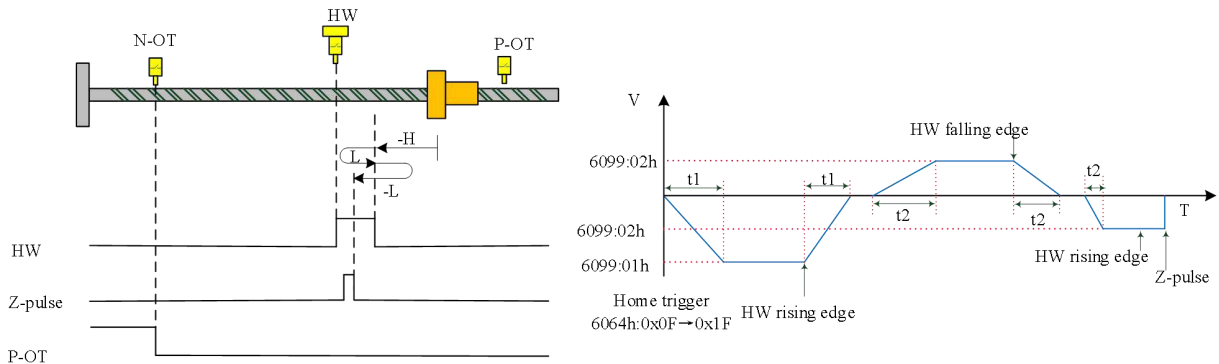 HW
N-OT
P-OT
-H
L
-L
HW
Z-pulse
P-OT
V
HW falling edge
6099:02h
t1
t1
t2
t2
t2
T
6099:02h
HW rising edge
6099:01h
Z-pulse
Home trigger
HW rising edge
6064h:0x0F→0x1F